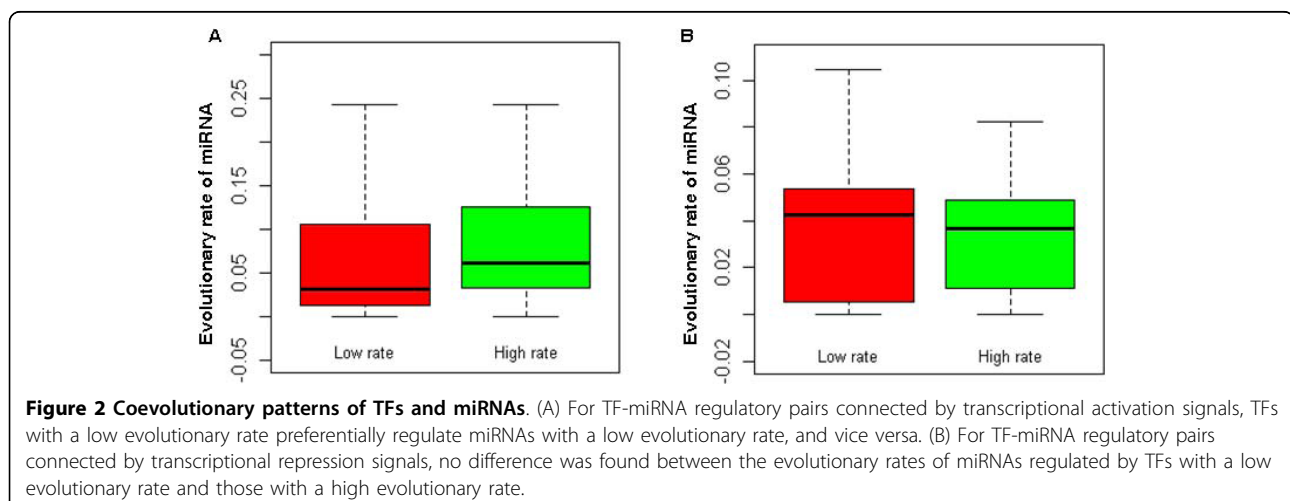 A
B
Evolutionary rate of miRNA
0.25
0.15
0.05
-0.05
Low rate
High rate
Evolutionary rate of miRNA
0.10
0.06
0.02
-0.02
Low rate
High rate
Figure 2 Coevolutionary patterns of TFs and miRNAs. (A) For TF-miRNA regulatory pairs connected by transcriptional activation signals, TFs
with a low evolutionary rate preferentially regulate miRNAs with a low evolutionary rate, and vice versa. (B) For TF-miRNA regulatory pairs
connected by transcriptional repression signals, no difference was found between the evolutionary rates of miRNAs regulated by TFs with a low
evolutionary rate and those with a high evolutionary rate.